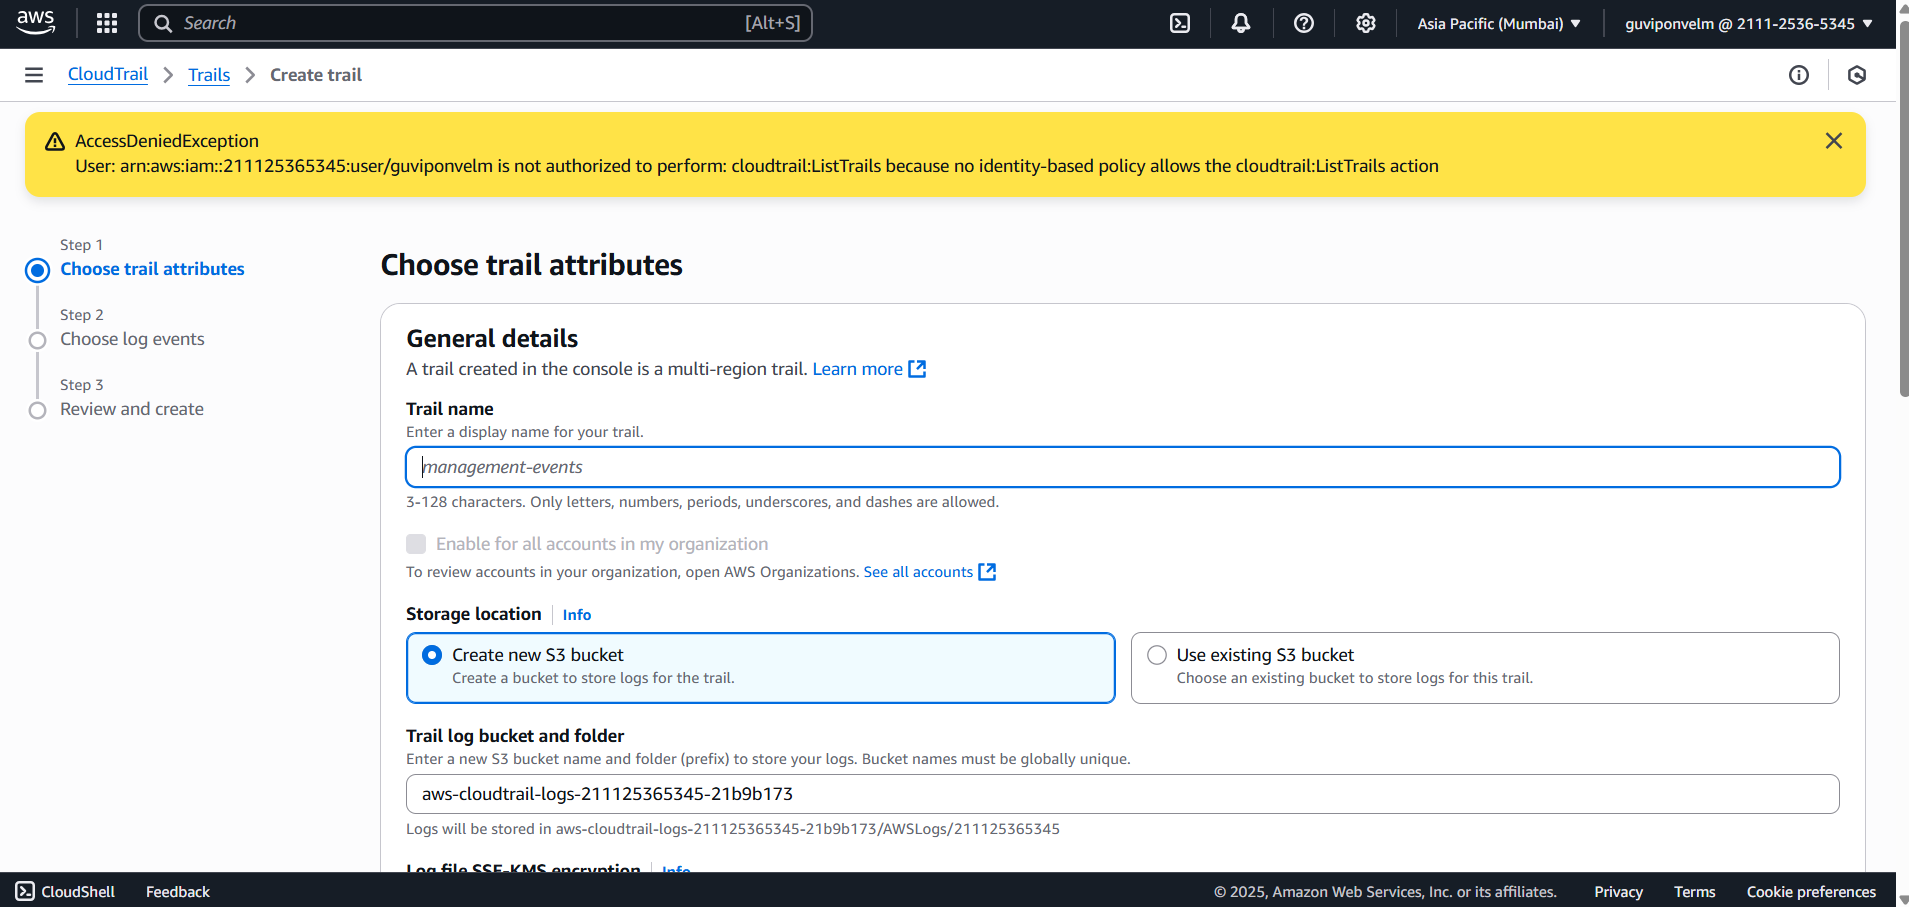 aws
Search [Alt+S]
Asia Pacific (Mumbai)
guviponvelm @ 2111-2536-5345
CloudTrail > Trails > Create trail
AccessDeniedException
User: arn:aws:iam::211125365345:user/guviponvelm is not authorized to perform: cloudtrail:ListTrails because no identity-based policy allows the cloudtrail:ListTrails action
Step 1
Choose trail attributes
Step 2
Choose log events
Step 3
Review and create
Choose trail attributes
General details
A trail created in the console is a multi-region trail. Learn more
Trail name
Enter a display name for your trail.
management-events
3-128 characters. Only letters, numbers, periods, underscores, and dashes are allowed.
Enable for all accounts in my organization
To review accounts in your organization, open AWS Organizations. See all accounts
Storage location Info
Create new S3 bucket
Create a bucket to store logs for the trail.
Use existing S3 bucket
Choose an existing bucket to store logs for this trail.
Trail log bucket and folder
Enter a new S3 bucket name and folder (prefix) to store your logs. Bucket names must be globally unique.
aws-cloudtrail-logs-211125365345-21b9b173
Logs will be stored in aws-cloudtrail-logs-211125365345-21b9b173/AWSLogs/211125365345
Log file SSE-KMS encryption Info
CloudShell Feedback
© 2025, Amazon Web Services, Inc. or its affiliates. Privacy Terms Cookie preferences